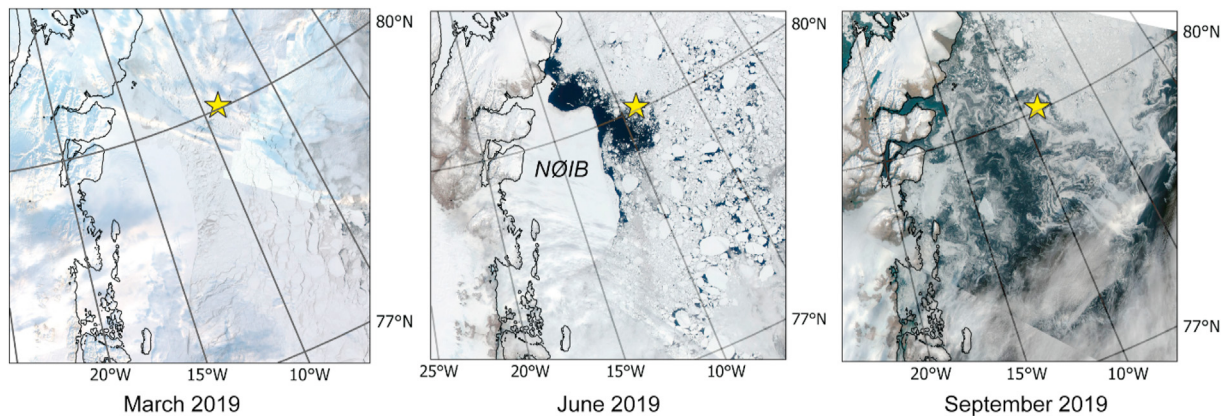 80°N
77°N
20°W 15°W 10°W
March 2019
NØIB
80°N
77°N
25°W 20°W 15°W 10°W
June 2019
80°N
77°N
20°W 15°W 10°W
September 2019